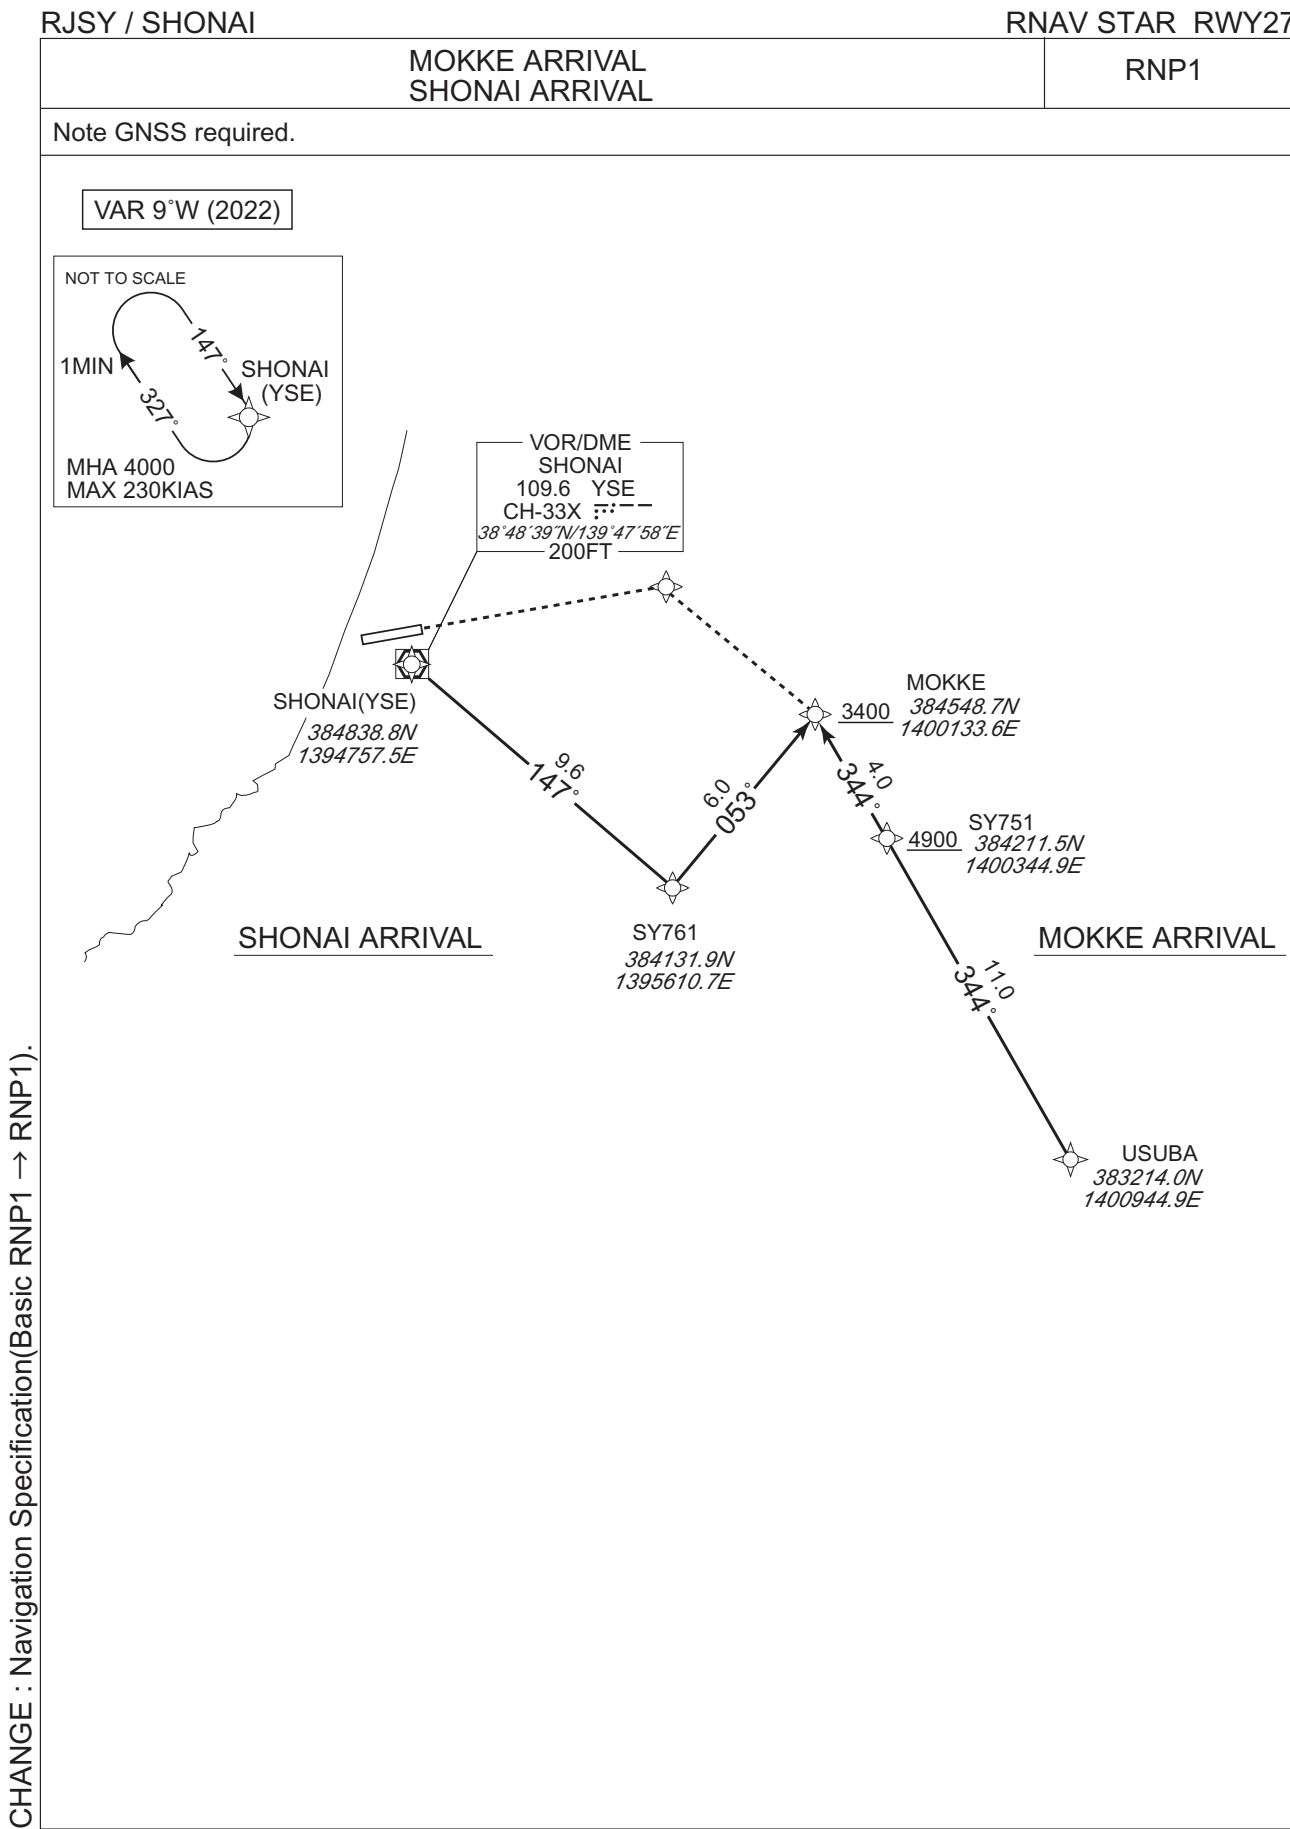 RJSY / SHONAI
RNAV STAR RWY27
MOKKE ARRIVAL
SHONAI ARRIVAL
RNP1
Note GNSS required.
VAR 9˚W (2022)
NOT TO SCALE
147˚
1MIN
SHONAI
(YSE)
327˚
MHA 4000
MAX 230KIAS
VOR/DME
SHONAI
109.6 YSE
CH-33X
38˚48´39˝N/139˚47´58˝E
200FT
SHONAI(YSE)
384838.8N
1394757.5E
MOKKE
3400 384548.7N
1400133.6E
9.6
147˚
6.0
053˚
4.0
344˚
SY751
4900 384211.5N
1400344.9E
SHONAI ARRIVAL
SY761
384131.9N
1395610.7E
MOKKE ARRIVAL
11.0
344˚
USUBA
383214.0N
1400944.9E
CHANGE : Navigation Specification(Basic RNP1 → RNP1).